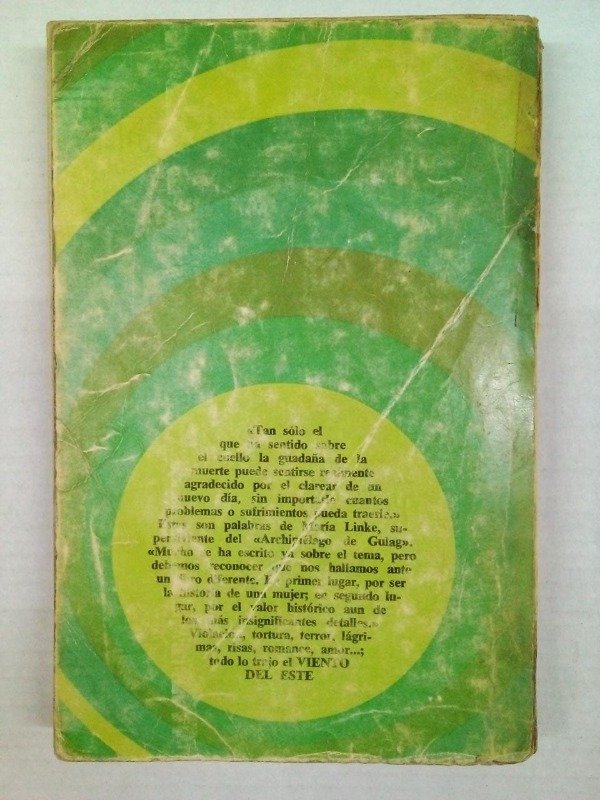 «Tan sólo el
que ha sentido sobre
el cuello la guadaña de la
muerte puede sentirse realmente
agradecido por el clarear de un
nuevo día, sin importarle cuantos
problemas o sufrimientos pueda traerle.»
Estas son palabras de María Linke, su-
perviviente del «Archipiélago de Gulag».
«Mucho se ha escrito ya sobre el tema, pero
debemos reconocer que nos hallamos ante
un libro diferente. En primer lugar, por ser
la historia de una mujer; en segundo lu-
gar, por el valor histórico aun de
los más insignificantes detalles.»
Violación, tortura, terror, lágri-
mas, risas, romance, amor...;
todo lo trajo el VIENTO
DEL ESTE